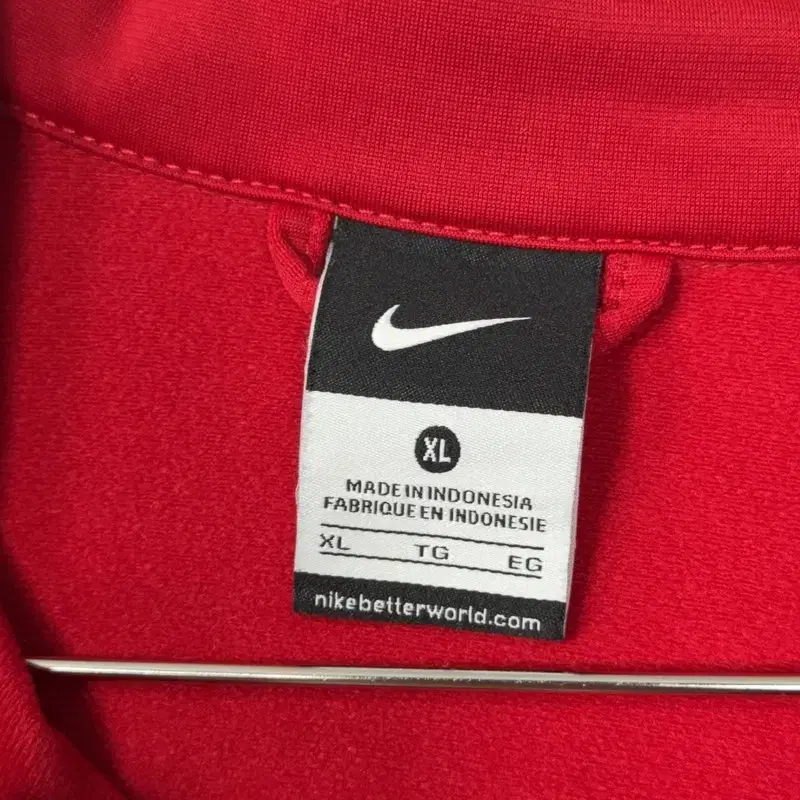 XL
MADE IN INDONESIA
FABRIQUE EN INDONESIE
XL TG EG
nikebetterworld.com